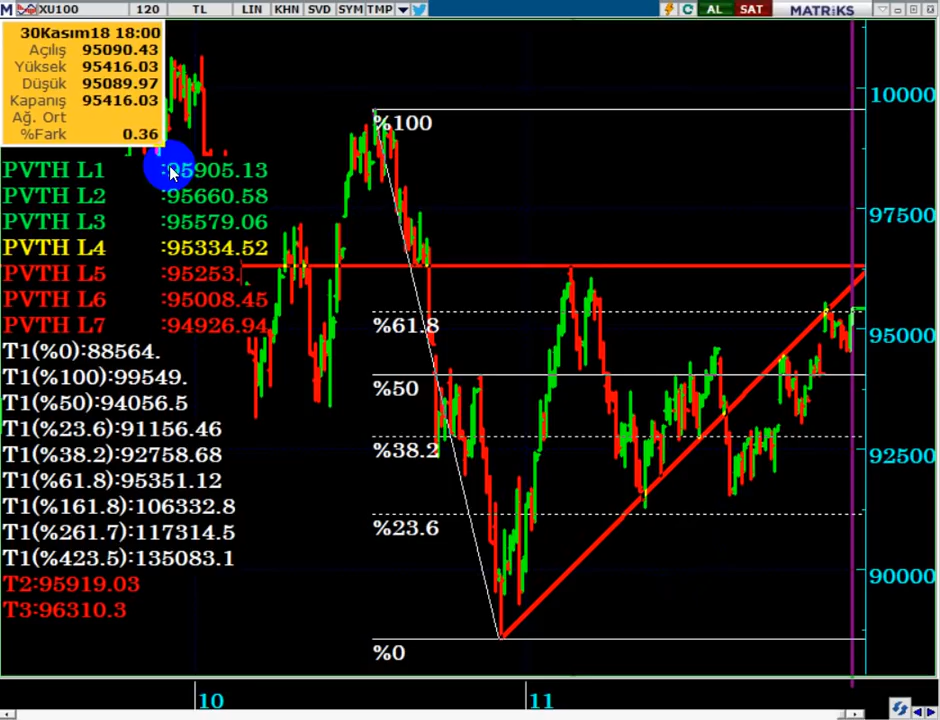 M XU100 120 TL LIN KHN SVD SYM TMP AL SAT MATRiKS
30Kasım18 18:00
Açılış 95090.43
Yüksek 95416.03
Düşük 95089.97
Kapanış 95416.03
Ağ. Ort
%Fark 0.36
PVTH L1 :95905.13
PVTH L2 :95660.58
PVTH L3 :95579.06
PVTH L4 :95334.52
PVTH L5 :95253.
PVTH L6 :95008.45
PVTH L7 :94926.94
T1(%0):88564.
T1(%100):99549.
T1(%50):94056.5
T1(%23.6):91156.46
T1(%38.2):92758.68
T1(%61.8):95351.12
T1(%161.8):106332.8
T1(%261.7):117314.5
T1(%423.5):135083.1
T2:95919.03
T3:96310.3
%100
%61.8
%50
%38.2
%23.6
%0
10000
97500
95000
92500
90000
10 11